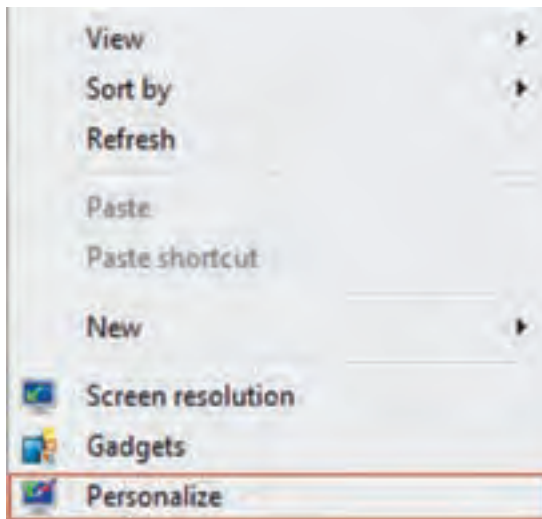 View
Sort by
Refresh
Paste
Paste shortcut
New
Screen resolution
Gadgets
Personalize